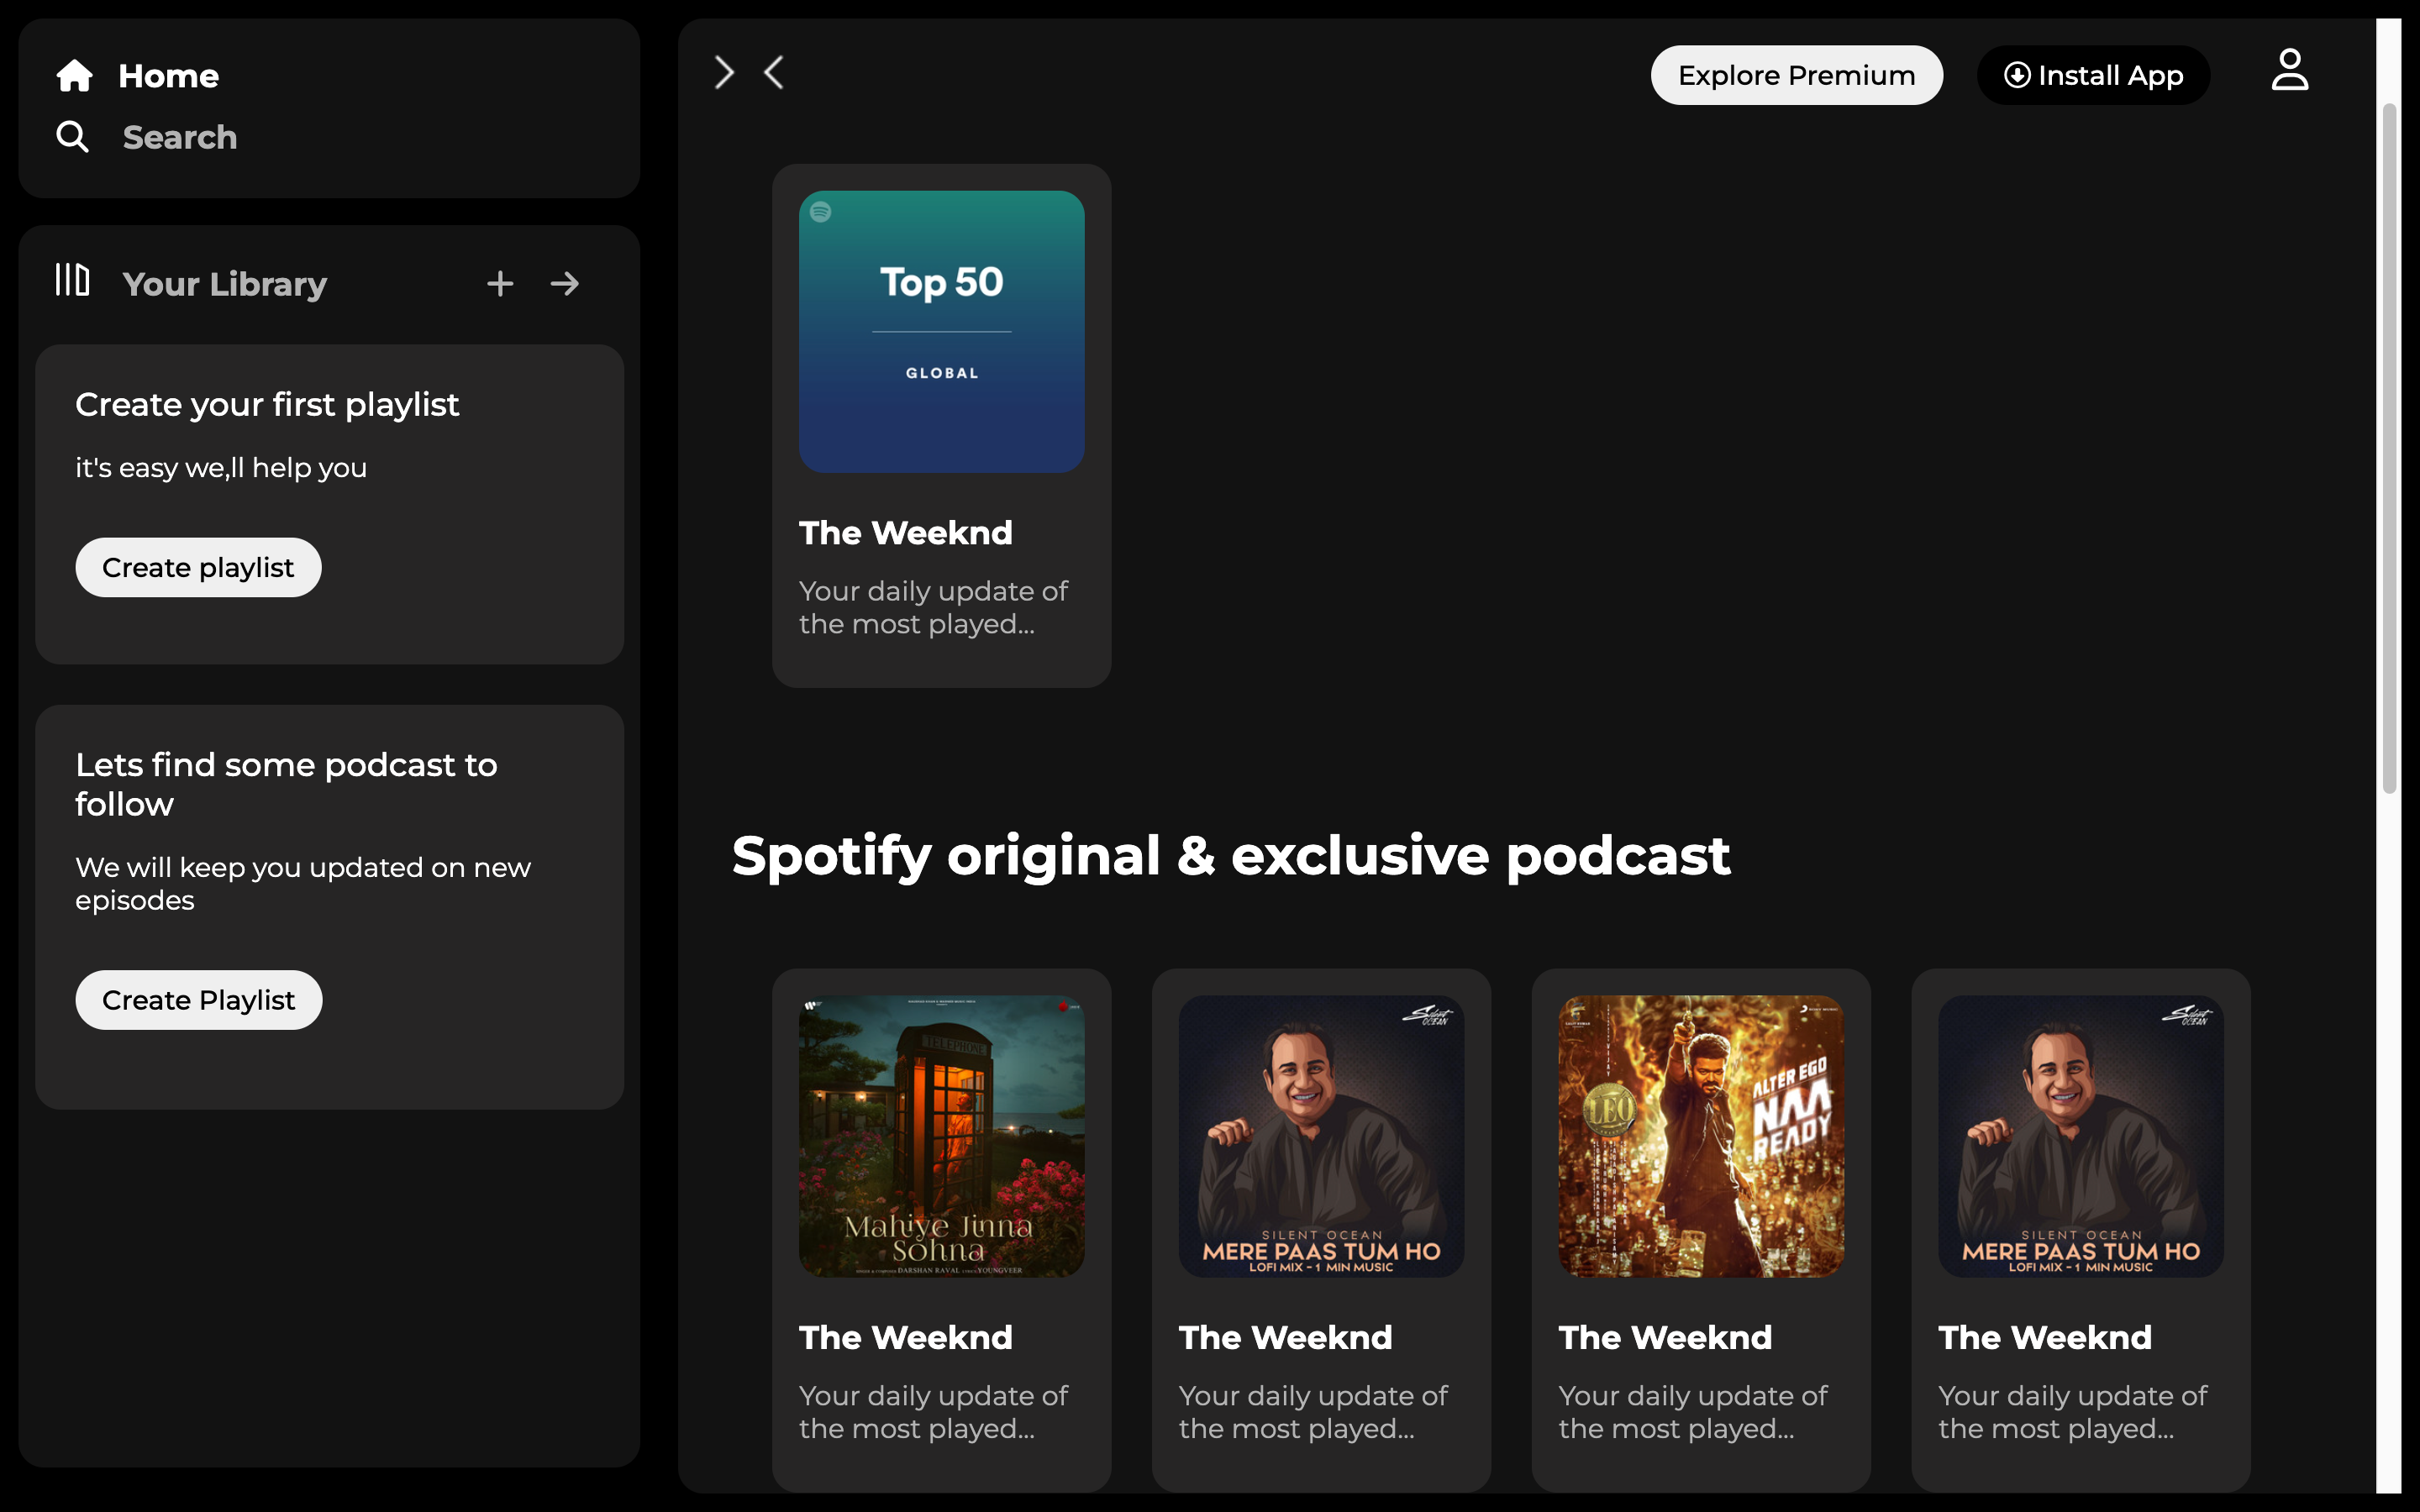 Home
Search
Your Library
Create your first playlist
it's easy we,ll help you
Create playlist
Lets find some podcast to
follow
We will keep you updated on new
episodes
Create Playlist
Explore Premium
Install App
Top 50
GLOBAL
The Weeknd
Your daily update of
the most played...
Spotify original & exclusive podcast
TELEPHONE
Mahiye Jinna
Sohna
DARSHAN RAVAL
YOUNGVEER
The Weeknd
Your daily update of
the most played...
Silent
OCEAN
SILENT OCEAN
MERE PAAS TUM HO
LOFI MIX - 1 MIN MUSIC
The Weeknd
Your daily update of
the most played...
LEO
ALTER EGO
NAA
READY
The Weeknd
Your daily update of
the most played...
Silent
OCEAN
SILENT OCEAN
MERE PAAS TUM HO
LOFI MIX - 1 MIN MUSIC
The Weeknd
Your daily update of
the most played...